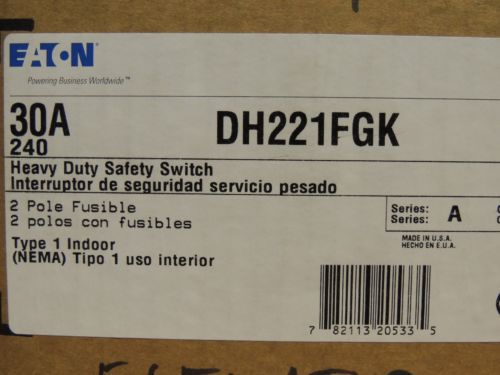 EATON
Powering Business Worldwide™
30A
240
DH221FGK
Heavy Duty Safety Switch
Interruptor de seguridad servicio pesado
2 Pole Fusible
2 polos con fusibles
Series: A
Series:
Type 1 Indoor
(NEMA) Tipo 1 uso interior
MADE IN U.S.A.
HECHO EN E.U.A.
7 82113 20533 5